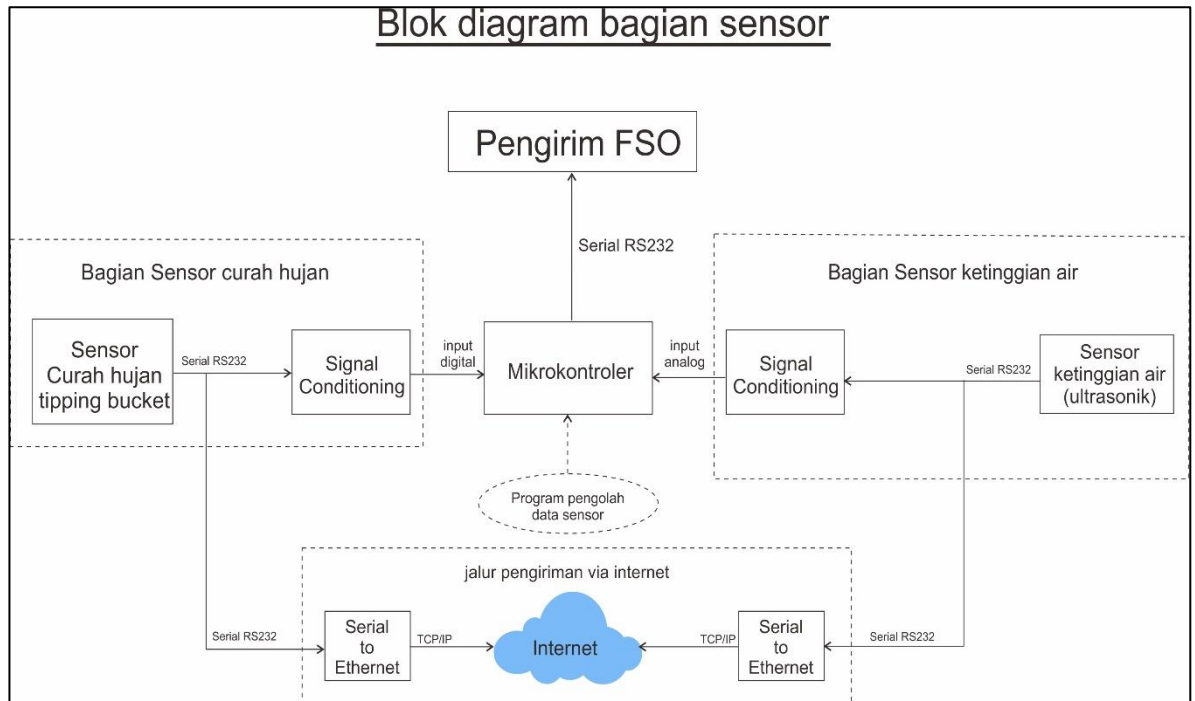 Blok diagram bagian sensor
Pengirim FSO
Serial RS232
Bagian Sensor curah hujan
Bagian Sensor ketinggian air
Sensor
Curah hujan
tipping bucket
Serial RS232
Signal
Conditioning
input
digital
Mikrokontroler
input
analog
Signal
Conditioning
Serial RS232
Sensor
ketinggian air
(ultrasonik)
Program pengolah
data sensor
jalur pengiriman via internet
Serial RS232
Serial
to
Ethernet
TCP/IP
Internet
TCP/IP
Serial
to
Ethernet
Serial RS232